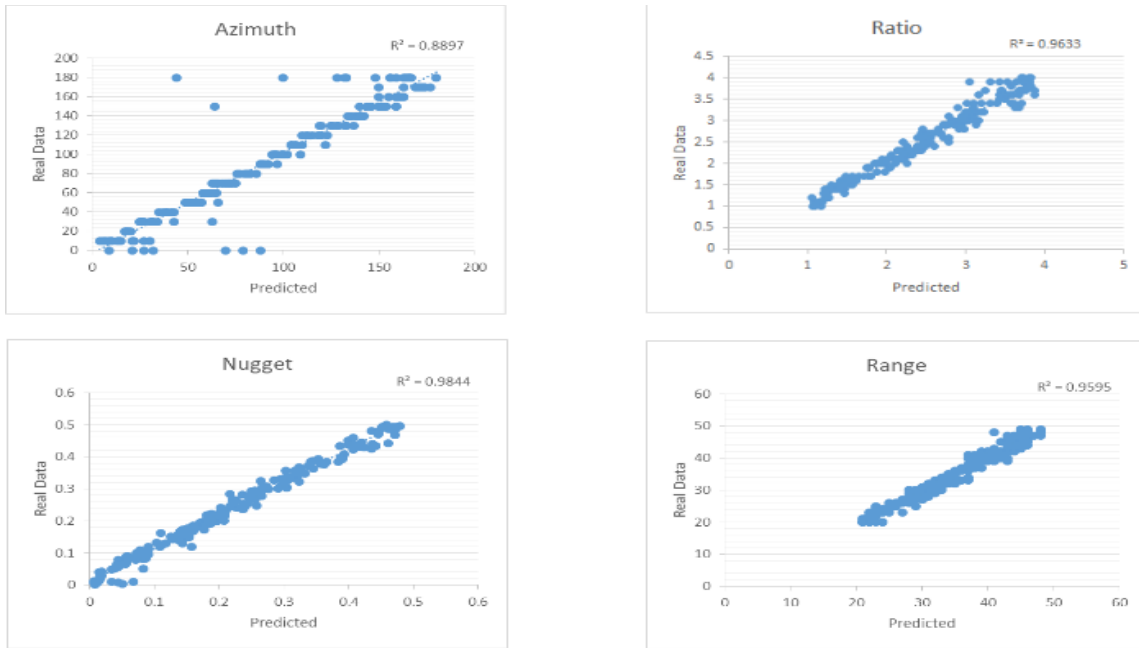 Azimuth
R² = 0.8897
200
180
160
140
120
100
80
60
40
20
0
0 50 100 150 200
Real Data
Predicted
Ratio
R² = 0.9633
4.5
4
3.5
3
2.5
2
1.5
1
0.5
0
0 1 2 3 4 5
Real Data
Predicted
Nugget
R² = 0.9844
0.6
0.5
0.4
0.3
0.2
0.1
0
0 0.1 0.2 0.3 0.4 0.5 0.6
Real Data
Predicted
Range
R² = 0.9595
60
50
40
30
20
10
0
0 10 20 30 40 50 60
Real Data
Predicted